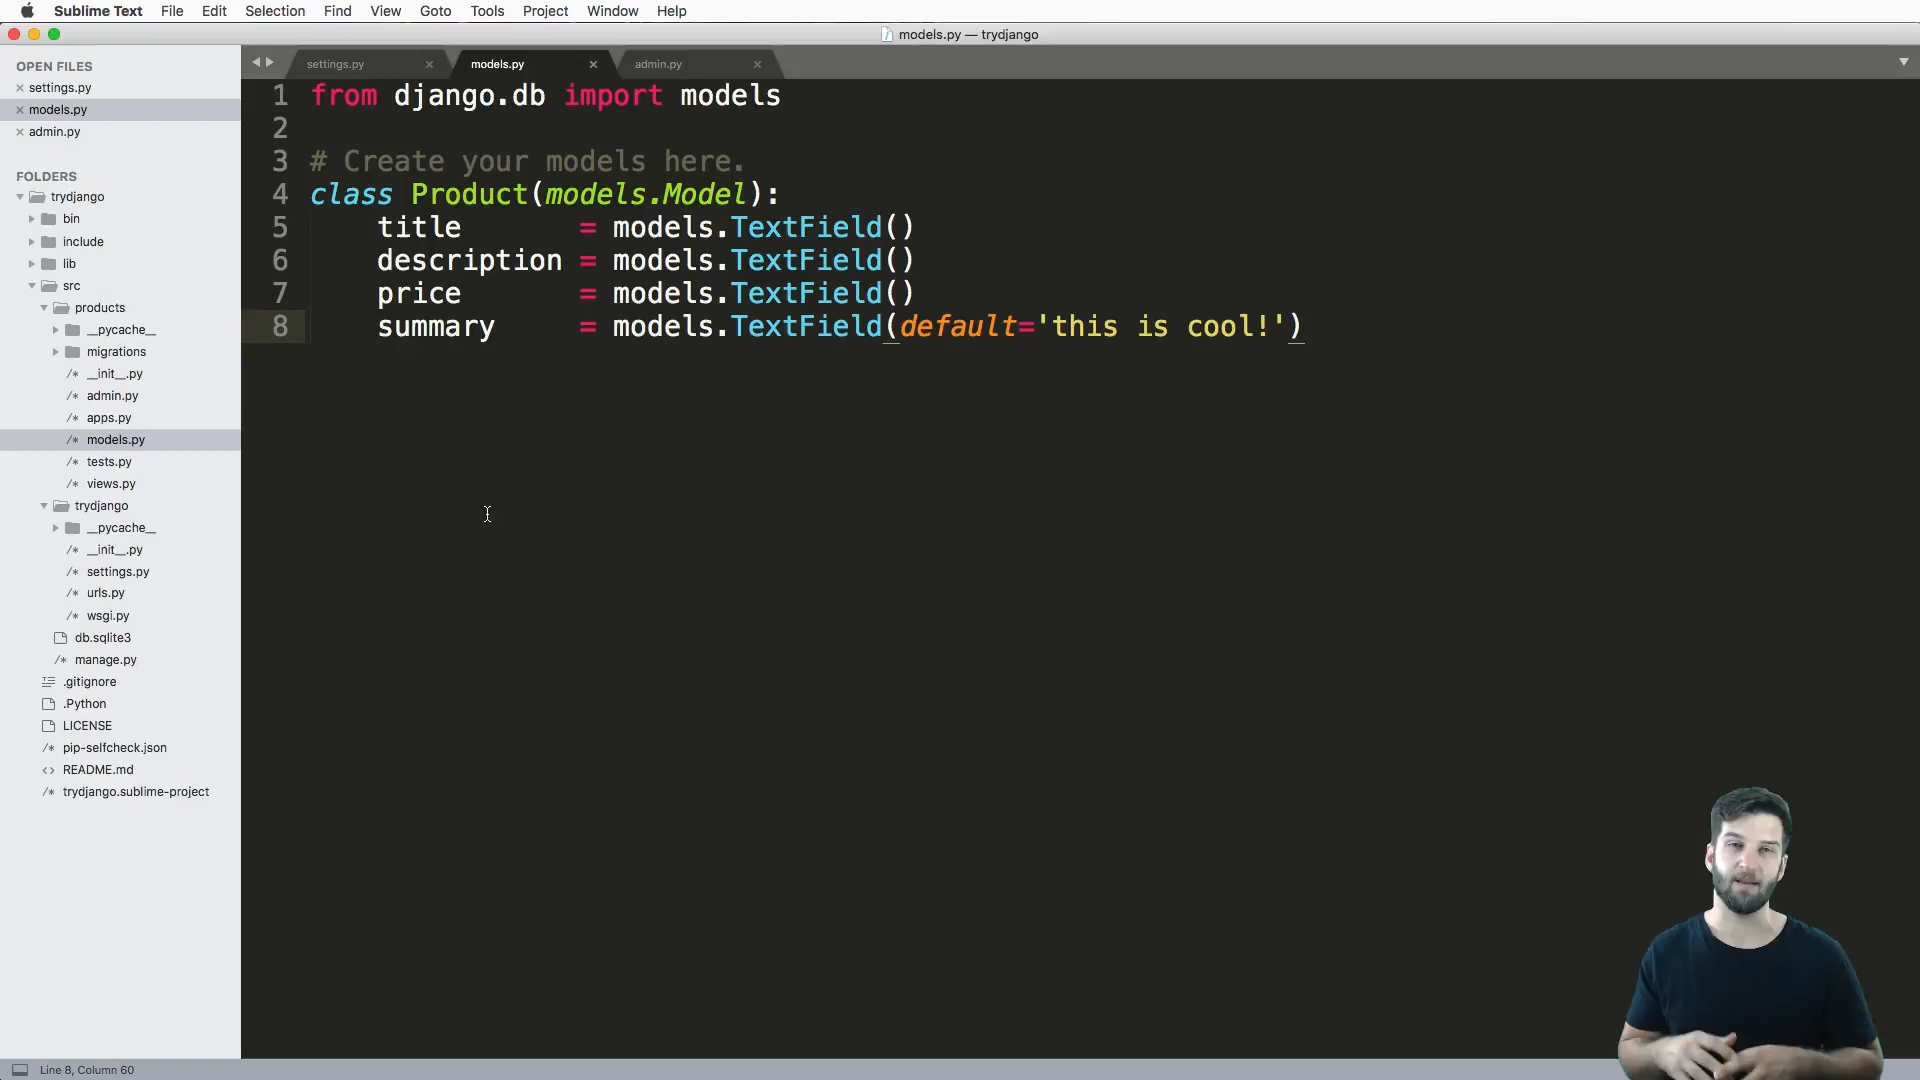 Sublime Text File Edit Selection Find View Goto Tools Project Window Help
models.py — trydjango
OPEN FILES
settings.py
models.py
admin.py
FOLDERS
trydjango
bin
include
lib
src
products
__pycache__
migrations
__init__.py
admin.py
apps.py
models.py
tests.py
views.py
trydjango
__pycache__
__init__.py
settings.py
urls.py
wsgi.py
db.sqlite3
manage.py
.gitignore
.Python
LICENSE
pip-selfcheck.json
README.md
trydjango.sublime-project
settings.py models.py admin.py
1 from django.db import models
2
3 # Create your models here.
4 class Product(models.Model):
5     title       = models.TextField()
6     description = models.TextField()
7     price       = models.TextField()
8     summary     = models.TextField(default='this is cool!')
Line 8, Column 60